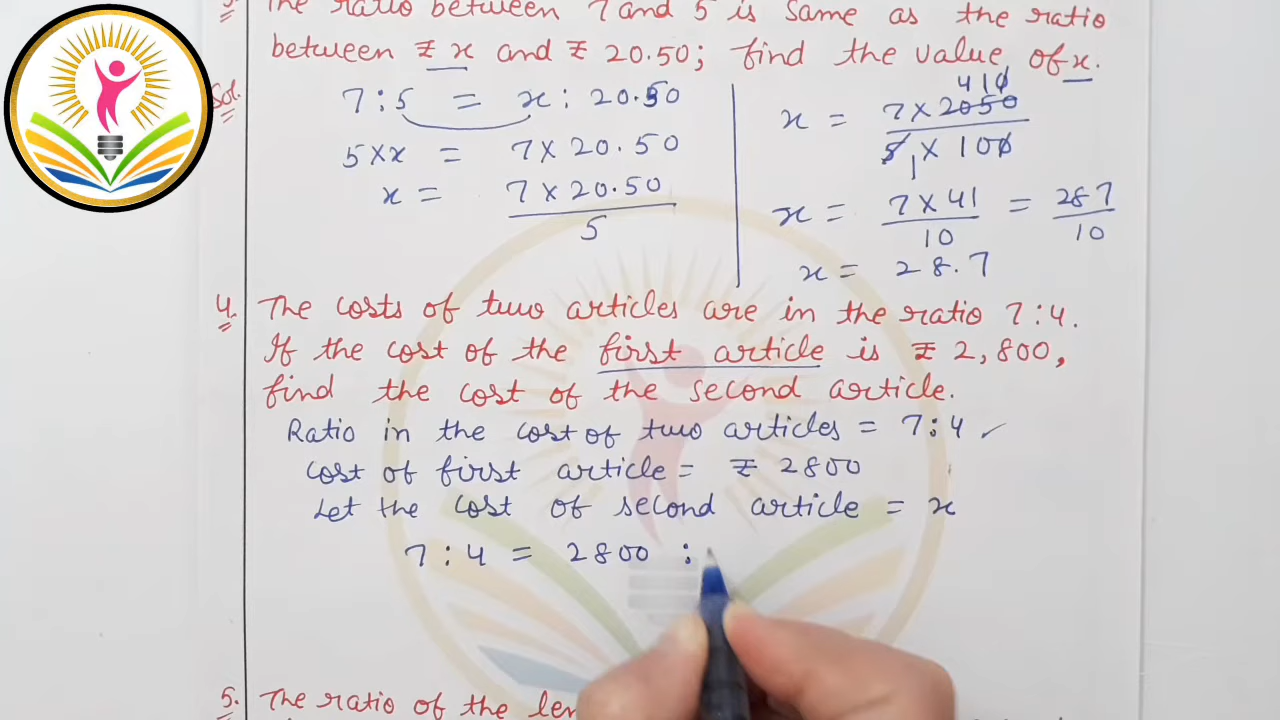 The ratio between 7 and 5 is same as the ratio
between ₹ x and ₹ 20.50; find the value of x.
Sol.
7:5 = x : 20.50
5×x = 7 × 20.50
x = 7 × 20.50
5
410
x = 7 × 2050
5 × 100
1
x = 7 × 41 = 287
10 10
x = 28.7
4. The costs of two articles are in the ratio 7:4.
If the cost of the first article is ₹ 2,800,
find the cost of the second article.
Ratio in the cost of two articles = 7:4 ✓
Cost of first article = ₹ 2800
Let the cost of second article = x
7 : 4 = 2800 :
5. The ratio of the